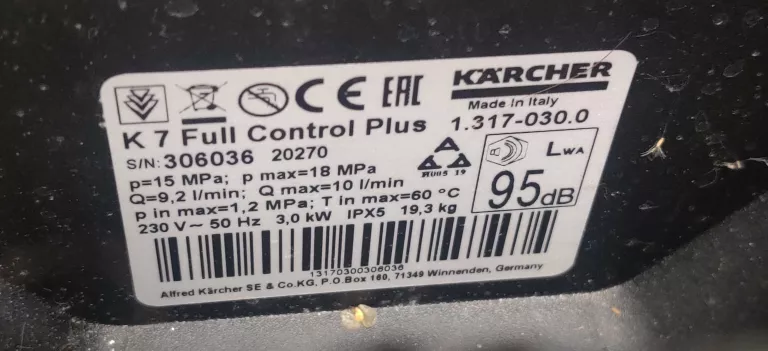 CE EAC KÄRCHER
Made in Italy
K 7 Full Control Plus 1.317-030.0
S/N: 306036 20270
p=15 MPa; p max=18 MPa
Q=9,2 l/min; Q max=10 l/min
p in max=1,2 MPa; T in max=60 °C
230 V~ 50 Hz 3,0 kW IPX5 19,3 kg
LWA
95dB
13170300306036
Alfred Kärcher SE & Co.KG, P.O.Box 160, 71349 Winnenden, Germany